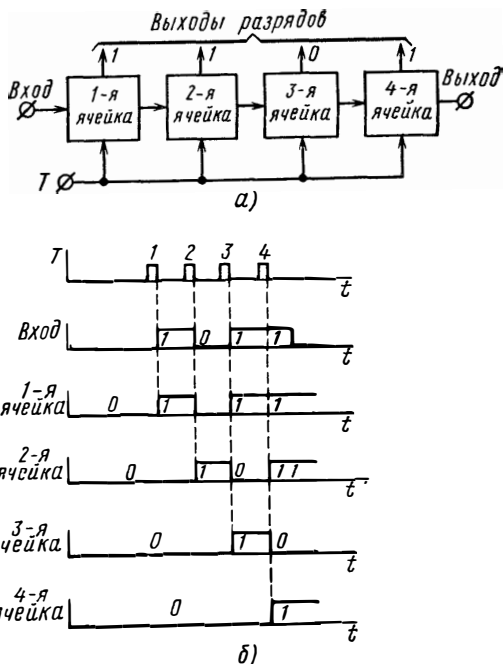 Выходы разрядов
1 1 0 1
Вход
1-я ячейка
2-я ячейка
3-я ячейка
4-я ячейка
Выход
T
а)
T 1 2 3 4 t
Вход 1 0 1 1 t
1-я
ячейка 0 1 1 1 t
2-я
ячейка 0 1 0 1 1 t
3-я
чейка 0 1 0 t
4-я
ячейка 0 1 t
б)